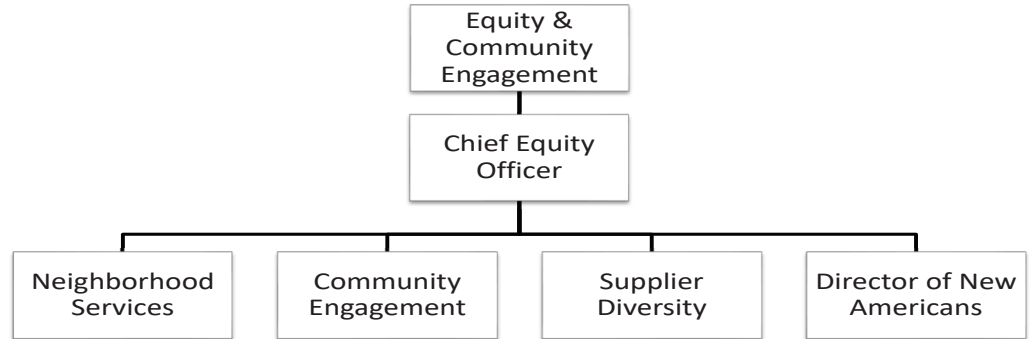 Equity &
Community
Engagement
Chief Equity
Officer
Neighborhood
Services
Community
Engagement
Supplier
Diversity
Director of New
Americans